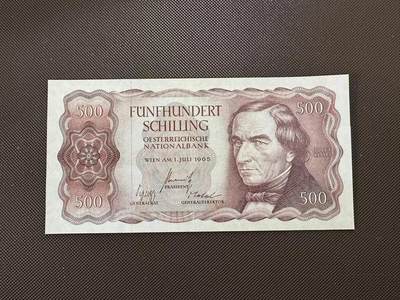 500
500
FÜNFHUNDERT
SCHILLING
OESTERREICHISCHE
NATIONALBANK
WIEN AM 1. JULI 1965
PRÄSIDENT
GENERALRAT
GENERALDIREKTOR
500
500